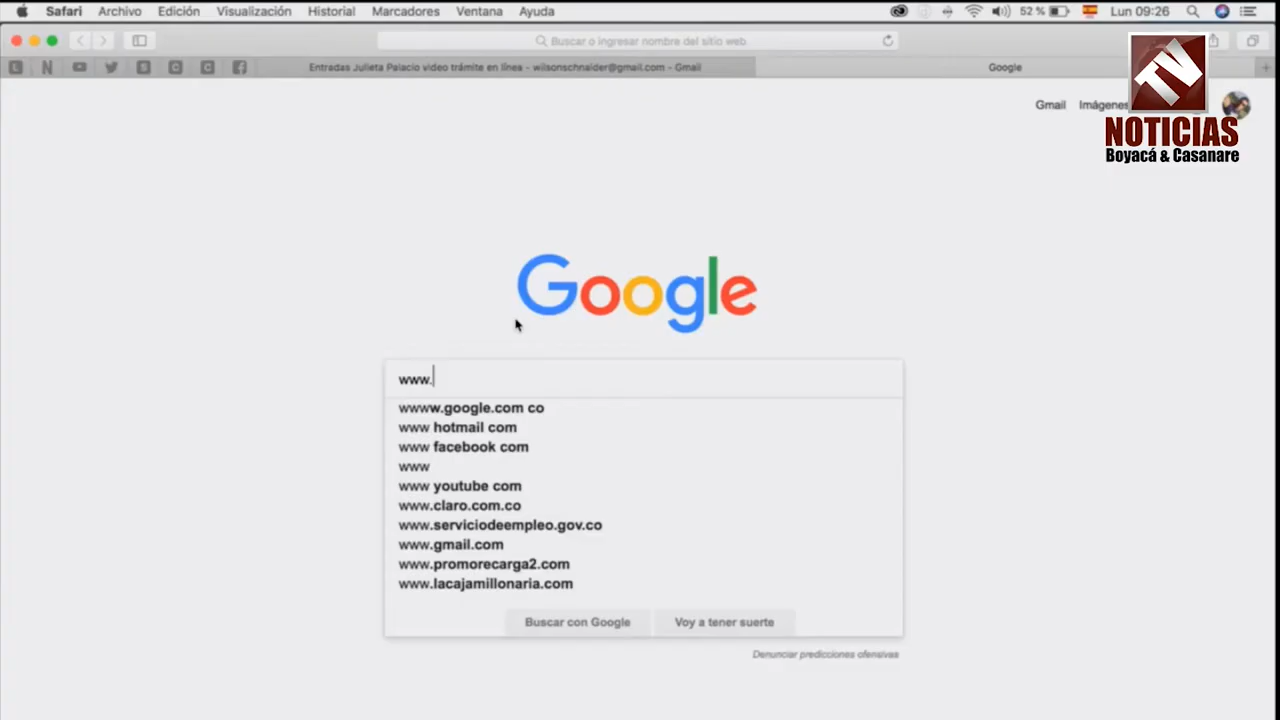 Safari Archivo Edición Visualización Historial Marcadores Ventana Ayuda 52 % Lun 09:26
Buscar o ingresar nombre del sitio web
Entradas Julieta Palacio video trámite en línea - wilsonschnaider@gmail.com - Gmail
Google
Gmail Imágenes
TV
NOTICIAS
Boyacá & Casanare
Google
www.
wwww.google.com co
www hotmail com
www facebook com
www
www youtube com
www.claro.com.co
www.serviciodeempleo.gov.co
www.gmail.com
www.promorecarga2.com
www.lacajamillonaria.com
Buscar con Google Voy a tener suerte
Denunciar predicciones ofensivas